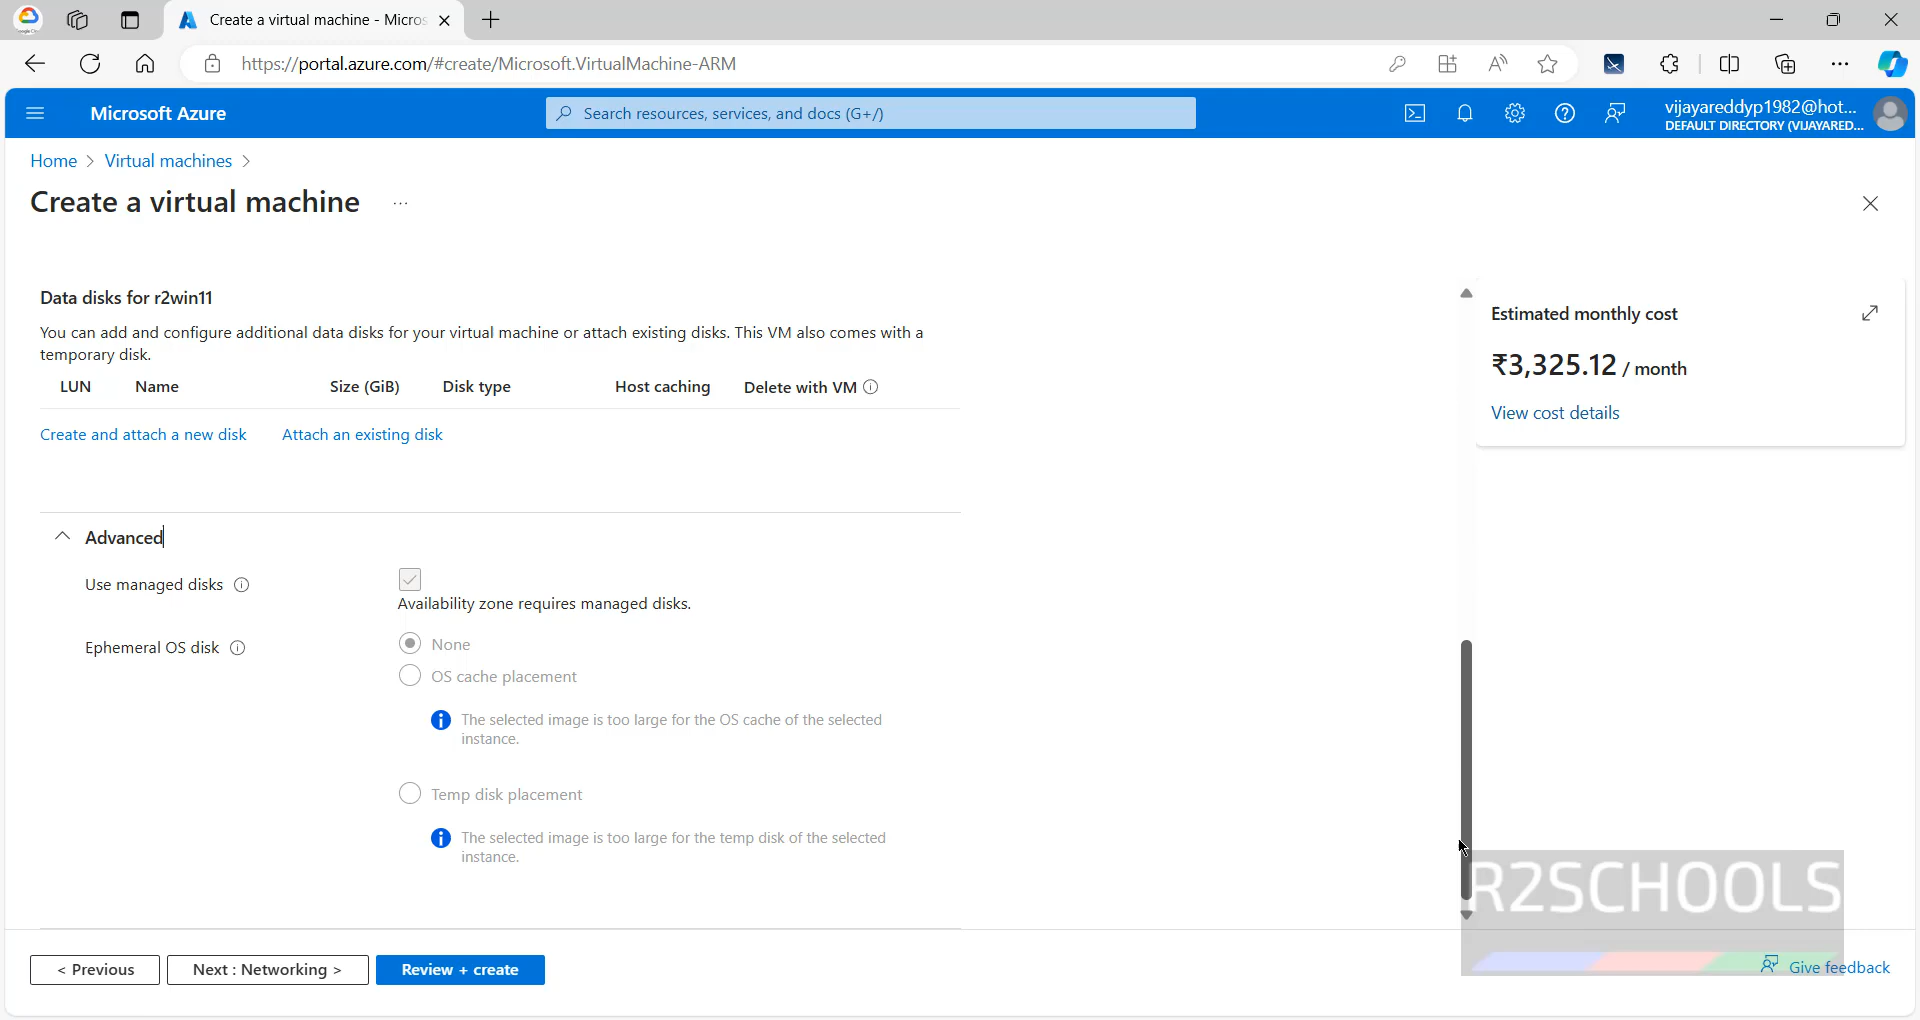 Create a virtual machine - Micros
https://portal.azure.com/#create/Microsoft.VirtualMachine-ARM
Microsoft Azure
Search resources, services, and docs (G+/)
vijayareddyp1982@hot...
DEFAULT DIRECTORY (VIJAYARED...
Home > Virtual machines >
Create a virtual machine ...
Data disks for r2win11
You can add and configure additional data disks for your virtual machine or attach existing disks. This VM also comes with a
temporary disk.
LUN Name Size (GiB) Disk type Host caching Delete with VM
Create and attach a new disk Attach an existing disk
Advanced
Use managed disks
Availability zone requires managed disks.
Ephemeral OS disk
None
OS cache placement
The selected image is too large for the OS cache of the selected
instance.
Temp disk placement
The selected image is too large for the temp disk of the selected
instance.
Estimated monthly cost
₹3,325.12 / month
View cost details
R2SCHOOLS
< Previous
Next : Networking >
Review + create
Give feedback